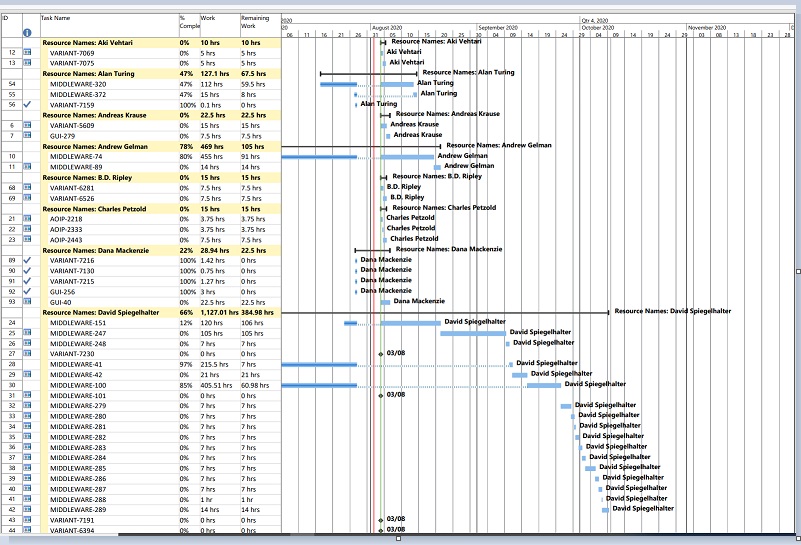 2020 Qtr 4, 2020
ID Task Name % Work Remaining August 2020 September 2020 October 2020 November 2020
Comple Work 06 11 16 21 26 31 05 10 15 20 25 30 04 09 14 19 24 29 04 09 14 19 24 29 03 08 13 18 23 28
Resource Names: Aki Vehtari 0% 10 hrs 10 hrs Resource Names: Aki Vehtari
12 VARIANT-7069 0% 5 hrs 5 hrs Aki Vehtari
13 VARIANT-7075 0% 5 hrs 5 hrs Aki Vehtari
Resource Names: Alan Turing 47% 127.1 hrs 67.5 hrs Resource Names: Alan Turing
54 MIDDLEWARE-320 47% 112 hrs 59.5 hrs Alan Turing
55 MIDDLEWARE-372 47% 15 hrs 8 hrs Alan Turing
56 VARIANT-7159 100% 0.1 hrs 0 hrs Alan Turing
Resource Names: Andreas Krause 0% 22.5 hrs 22.5 hrs Resource Names: Andreas Krause
6 VARIANT-5609 0% 15 hrs 15 hrs Andreas Krause
7 GUI-279 0% 7.5 hrs 7.5 hrs Andreas Krause
Resource Names: Andrew Gelman 78% 469 hrs 105 hrs Resource Names: Andrew Gelman
10 MIDDLEWARE-74 80% 455 hrs 91 hrs Andrew Gelman
11 MIDDLEWARE-89 0% 14 hrs 14 hrs Andrew Gelman
Resource Names: B.D. Ripley 0% 15 hrs 15 hrs Resource Names: B.D. Ripley
68 VARIANT-6281 0% 7.5 hrs 7.5 hrs B.D. Ripley
69 VARIANT-6526 0% 7.5 hrs 7.5 hrs B.D. Ripley
Resource Names: Charles Petzold 0% 15 hrs 15 hrs Resource Names: Charles Petzold
21 AOIP-2218 0% 3.75 hrs 3.75 hrs Charles Petzold
22 AOIP-2333 0% 3.75 hrs 3.75 hrs Charles Petzold
23 AOIP-2443 0% 7.5 hrs 7.5 hrs Charles Petzold
Resource Names: Dana Mackenzie 22% 28.94 hrs 22.5 hrs Resource Names: Dana Mackenzie
89 VARIANT-7216 100% 1.42 hrs 0 hrs Dana Mackenzie
90 VARIANT-7130 100% 0.75 hrs 0 hrs Dana Mackenzie
91 VARIANT-7215 100% 1.27 hrs 0 hrs Dana Mackenzie
92 GUI-256 100% 3 hrs 0 hrs Dana Mackenzie
93 GUI-40 0% 22.5 hrs 22.5 hrs Dana Mackenzie
Resource Names: David Spiegelhalter 66% 1,127.01 hrs 384.98 hrs Resource Names: David Spiegelhalter
24 MIDDLEWARE-151 12% 120 hrs 106 hrs David Spiegelhalter
25 MIDDLEWARE-247 0% 105 hrs 105 hrs David Spiegelhalter
26 MIDDLEWARE-248 0% 7 hrs 7 hrs David Spiegelhalter
27 VARIANT-7230 0% 0 hrs 0 hrs 03/08
28 MIDDLEWARE-41 97% 215.5 hrs 7 hrs David Spiegelhalter
29 MIDDLEWARE-42 0% 21 hrs 21 hrs David Spiegelhalter
30 MIDDLEWARE-100 85% 405.51 hrs 60.98 hrs David Spiegelhalter
31 MIDDLEWARE-101 0% 0 hrs 0 hrs 03/08
32 MIDDLEWARE-279 0% 7 hrs 7 hrs David Spiegelhalter
33 MIDDLEWARE-280 0% 7 hrs 7 hrs David Spiegelhalter
34 MIDDLEWARE-281 0% 7 hrs 7 hrs David Spiegelhalter
35 MIDDLEWARE-282 0% 7 hrs 7 hrs David Spiegelhalter
36 MIDDLEWARE-283 0% 7 hrs 7 hrs David Spiegelhalter
37 MIDDLEWARE-284 0% 7 hrs 7 hrs David Spiegelhalter
38 MIDDLEWARE-285 0% 7 hrs 7 hrs David Spiegelhalter
39 MIDDLEWARE-286 0% 7 hrs 7 hrs David Spiegelhalter
40 MIDDLEWARE-287 0% 7 hrs 7 hrs David Spiegelhalter
41 MIDDLEWARE-288 0% 1 hr 1 hr David Spiegelhalter
42 MIDDLEWARE-289 0% 14 hrs 14 hrs David Spiegelhalter
43 VARIANT-7191 0% 0 hrs 0 hrs 03/08
44 VARIANT-6394 0% 0 hrs 0 hrs 03/08